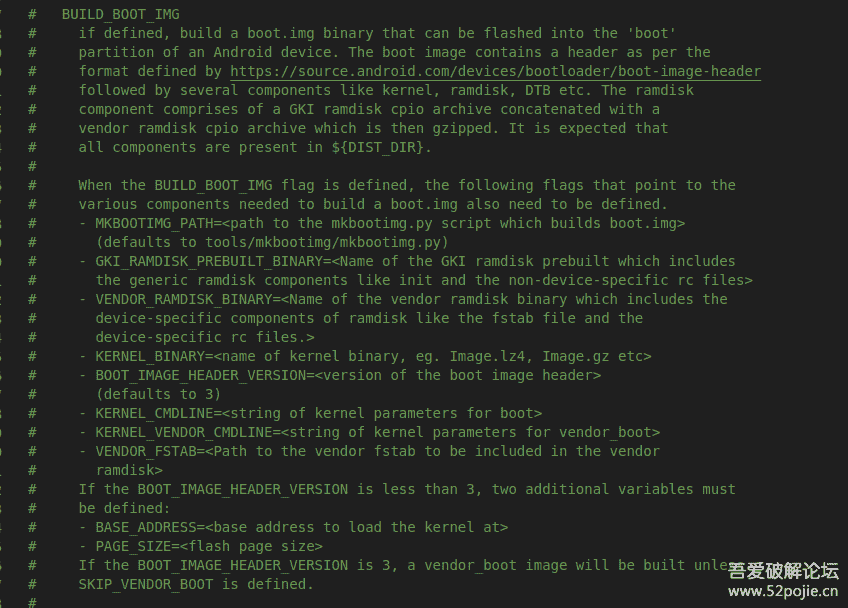 # BUILD_BOOT_IMG
# if defined, build a boot.img binary that can be flashed into the 'boot'
# partition of an Android device. The boot image contains a header as per the
# format defined by https://source.android.com/devices/bootloader/boot-image-header
# followed by several components like kernel, ramdisk, DTB etc. The ramdisk
# component comprises of a GKI ramdisk cpio archive concatenated with a
# vendor ramdisk cpio archive which is then gzipped. It is expected that
# all components are present in ${DIST_DIR}.
#
# When the BUILD_BOOT_IMG flag is defined, the following flags that point to the
# various components needed to build a boot.img also need to be defined.
# - MKBOOTIMG_PATH=<path to the mkbootimg.py script which builds boot.img>
# (defaults to tools/mkbootimg/mkbootimg.py)
# - GKI_RAMDISK_PREBUILT_BINARY=<Name of the GKI ramdisk prebuilt which includes
# the generic ramdisk components like init and the non-device-specific rc files>
# - VENDOR_RAMDISK_BINARY=<Name of the vendor ramdisk binary which includes the
# device-specific components of ramdisk like the fstab file and the
# device-specific rc files.>
# - KERNEL_BINARY=<name of kernel binary, eg. Image.lz4, Image.gz etc>
# - BOOT_IMAGE_HEADER_VERSION=<version of the boot image header>
# (defaults to 3)
# - KERNEL_CMDLINE=<string of kernel parameters for boot>
# - KERNEL_VENDOR_CMDLINE=<string of kernel parameters for vendor_boot>
# - VENDOR_FSTAB=<Path to the vendor fstab to be included in the vendor
# ramdisk>
# If the BOOT_IMAGE_HEADER_VERSION is less than 3, two additional variables must
# be defined:
# - BASE_ADDRESS=<base address to load the kernel at>
# - PAGE_SIZE=<flash page size>
# If the BOOT_IMAGE_HEADER_VERSION is 3, a vendor_boot image will be built
# SKIP_VENDOR_BOOT is defined.
#
吾爱破解论坛
www.52pojie.cn